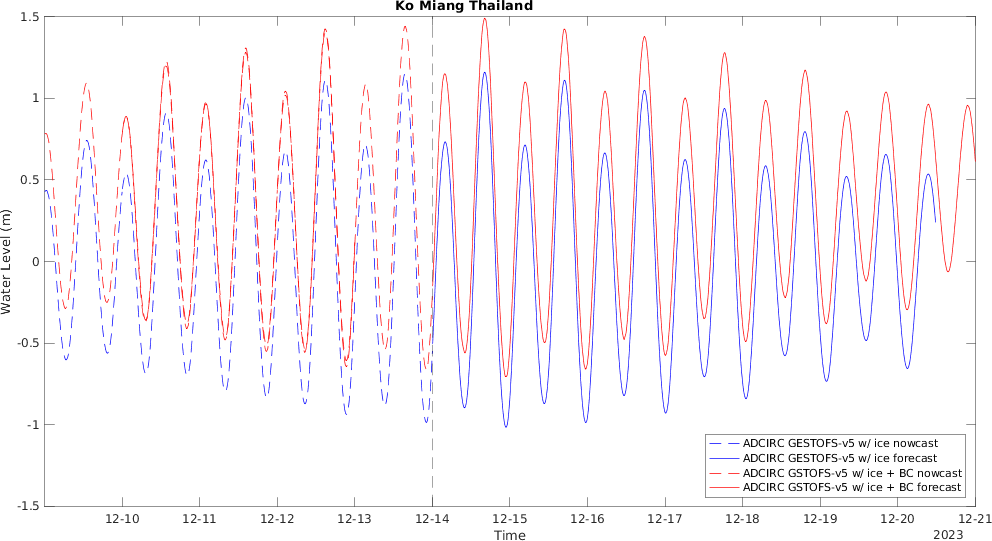 Ko Miang Thailand
1.5
1
0.5
0
-0.5
-1
-1.5
Water Level (m)
ADCIRC GESTOFS-v5 w/ ice nowcast
ADCIRC GESTOFS-v5 w/ ice forecast
ADCIRC GSTOFS-v5 w/ ice + BC nowcast
ADCIRC GSTOFS-v5 w/ ice + BC forecast
12-10 12-11 12-12 12-13 12-14 12-15 12-16 12-17 12-18 12-19 12-20 12-21
Time
2023